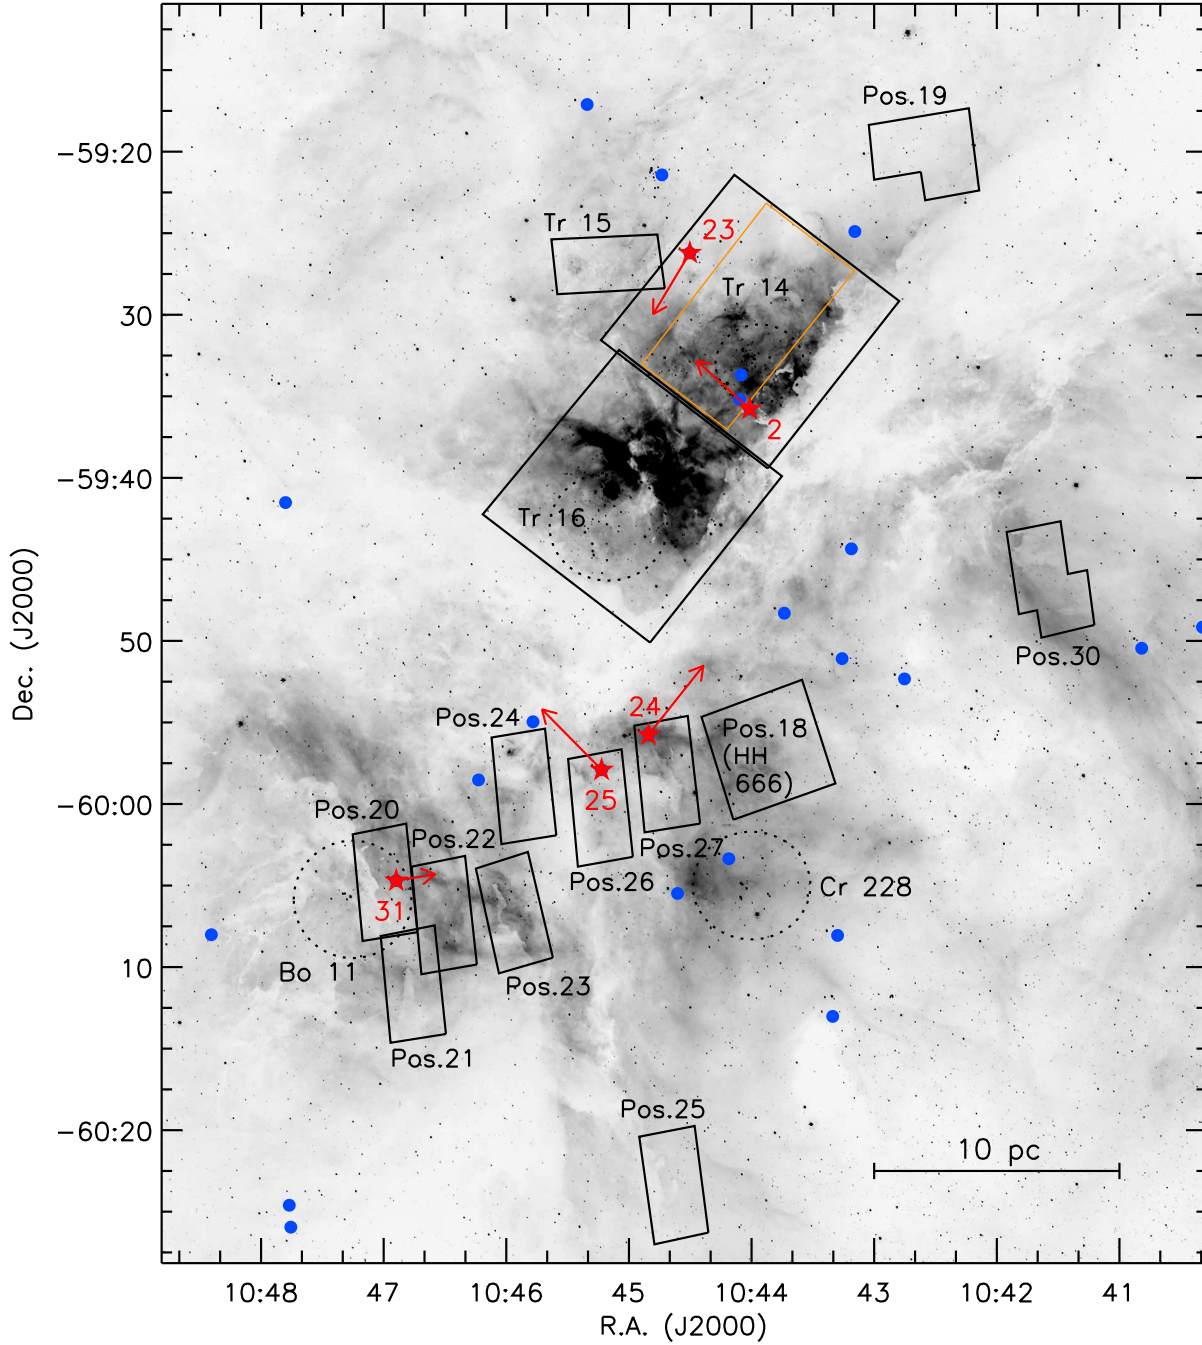 Pos.19
−59:20
Tr 15
23
Tr 14
30
2
−59:40
Tr 16
Dec. (J2000)
50
Pos.30
24
Pos.24
Pos.18
(HH
666)
25
−60:00
Pos.20
Pos.22
Pos.27
Pos.26
Cr 228
31
Bo 11
10
Pos.23
Pos.21
Pos.25
−60:20
10 pc
10:48 47 10:46 45 10:44 43 10:42 41
R.A. (J2000)